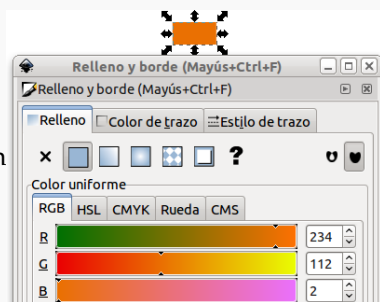 Relleno y borde (Mayús+Ctrl+F)
Relleno y borde (Mayús+Ctrl+F)
Relleno Color de trazo Estilo de trazo
n ?
Color uniforme
RGB HSL CMYK Rueda CMS
R 234
G 112
B 2